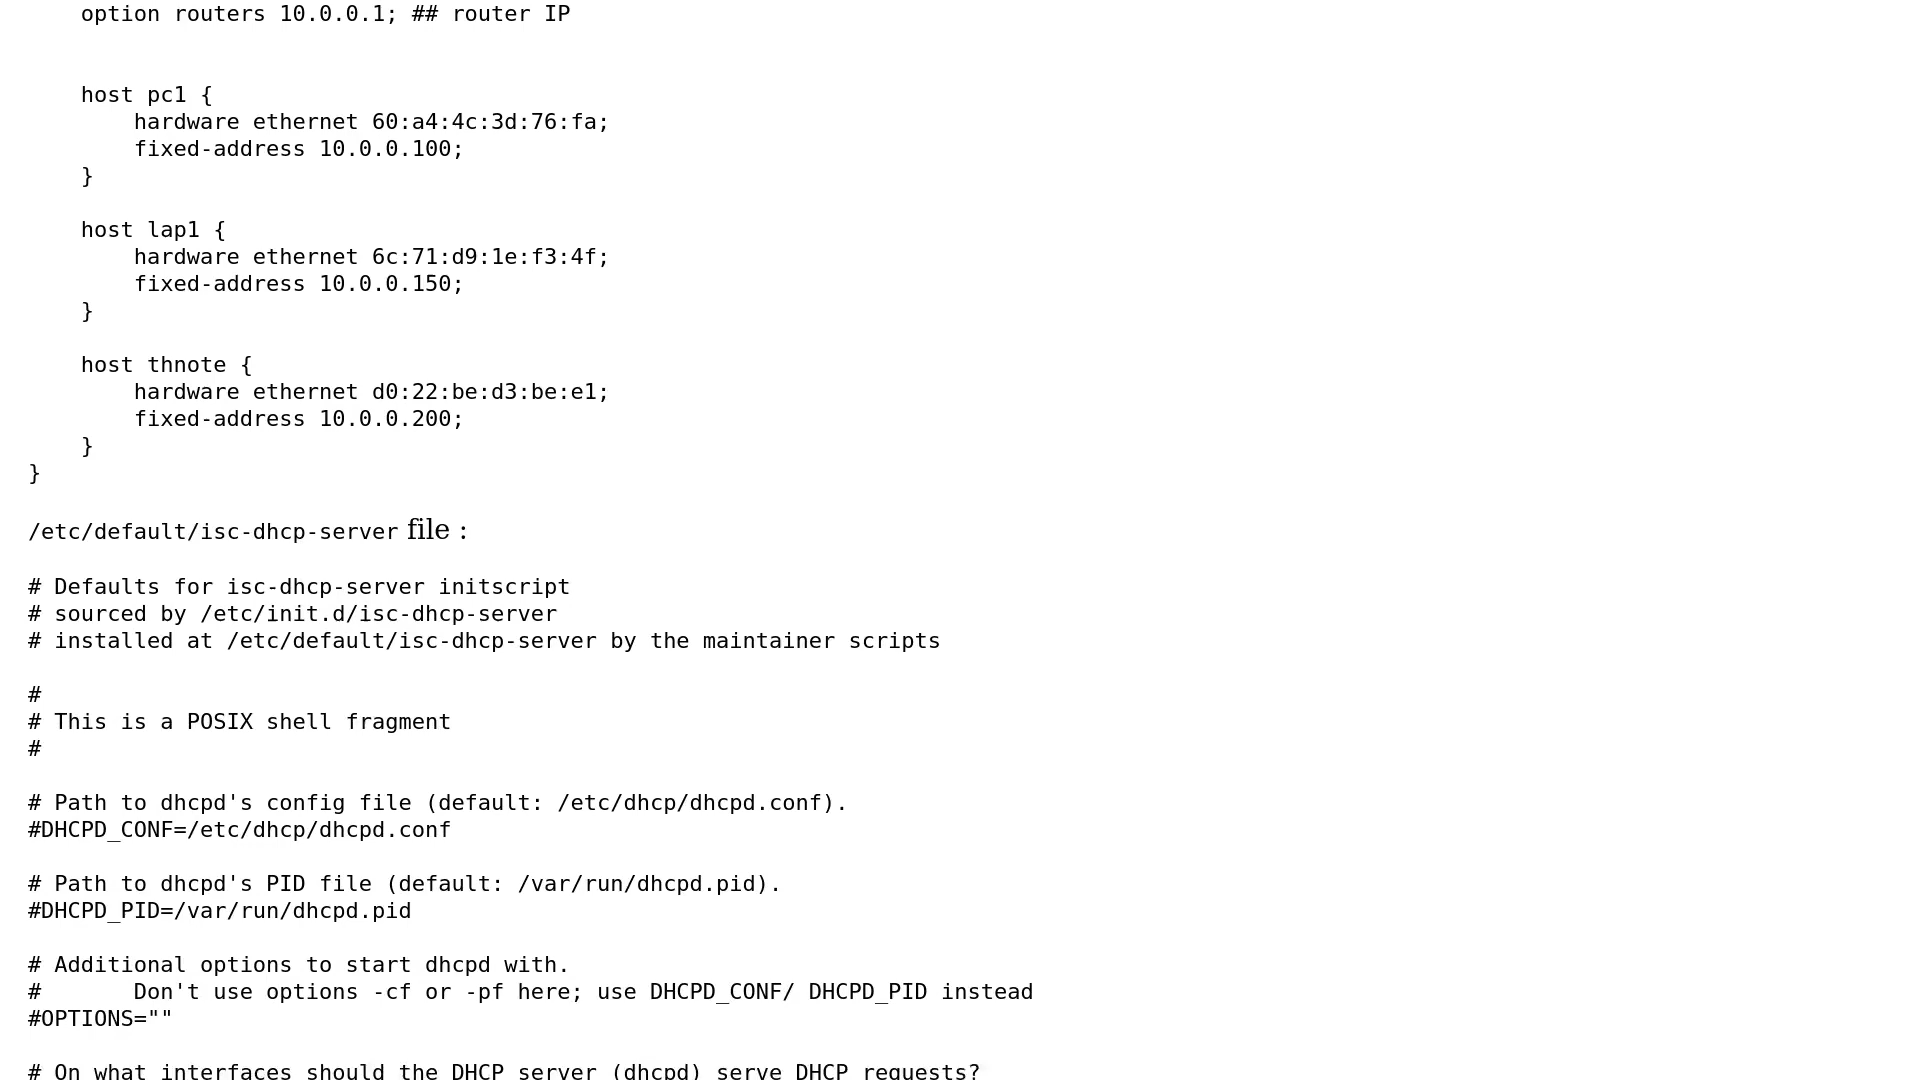 option routers 10.0.0.1; ## router IP
host pc1 {
hardware ethernet 60:a4:4c:3d:76:fa;
fixed-address 10.0.0.100;
}
host lap1 {
hardware ethernet 6c:71:d9:1e:f3:4f;
fixed-address 10.0.0.150;
}
host thnote {
hardware ethernet d0:22:be:d3:be:e1;
fixed-address 10.0.0.200;
}
}
/etc/default/isc-dhcp-server file :
# Defaults for isc-dhcp-server initscript
# sourced by /etc/init.d/isc-dhcp-server
# installed at /etc/default/isc-dhcp-server by the maintainer scripts
#
# This is a POSIX shell fragment
#
# Path to dhcpd's config file (default: /etc/dhcp/dhcpd.conf).
#DHCPD_CONF=/etc/dhcp/dhcpd.conf
# Path to dhcpd's PID file (default: /var/run/dhcpd.pid).
#DHCPD_PID=/var/run/dhcpd.pid
# Additional options to start dhcpd with.
#       Don't use options -cf or -pf here; use DHCPD_CONF/ DHCPD_PID instead
#OPTIONS=""
# On what interfaces should the DHCP server (dhcpd) serve DHCP requests?